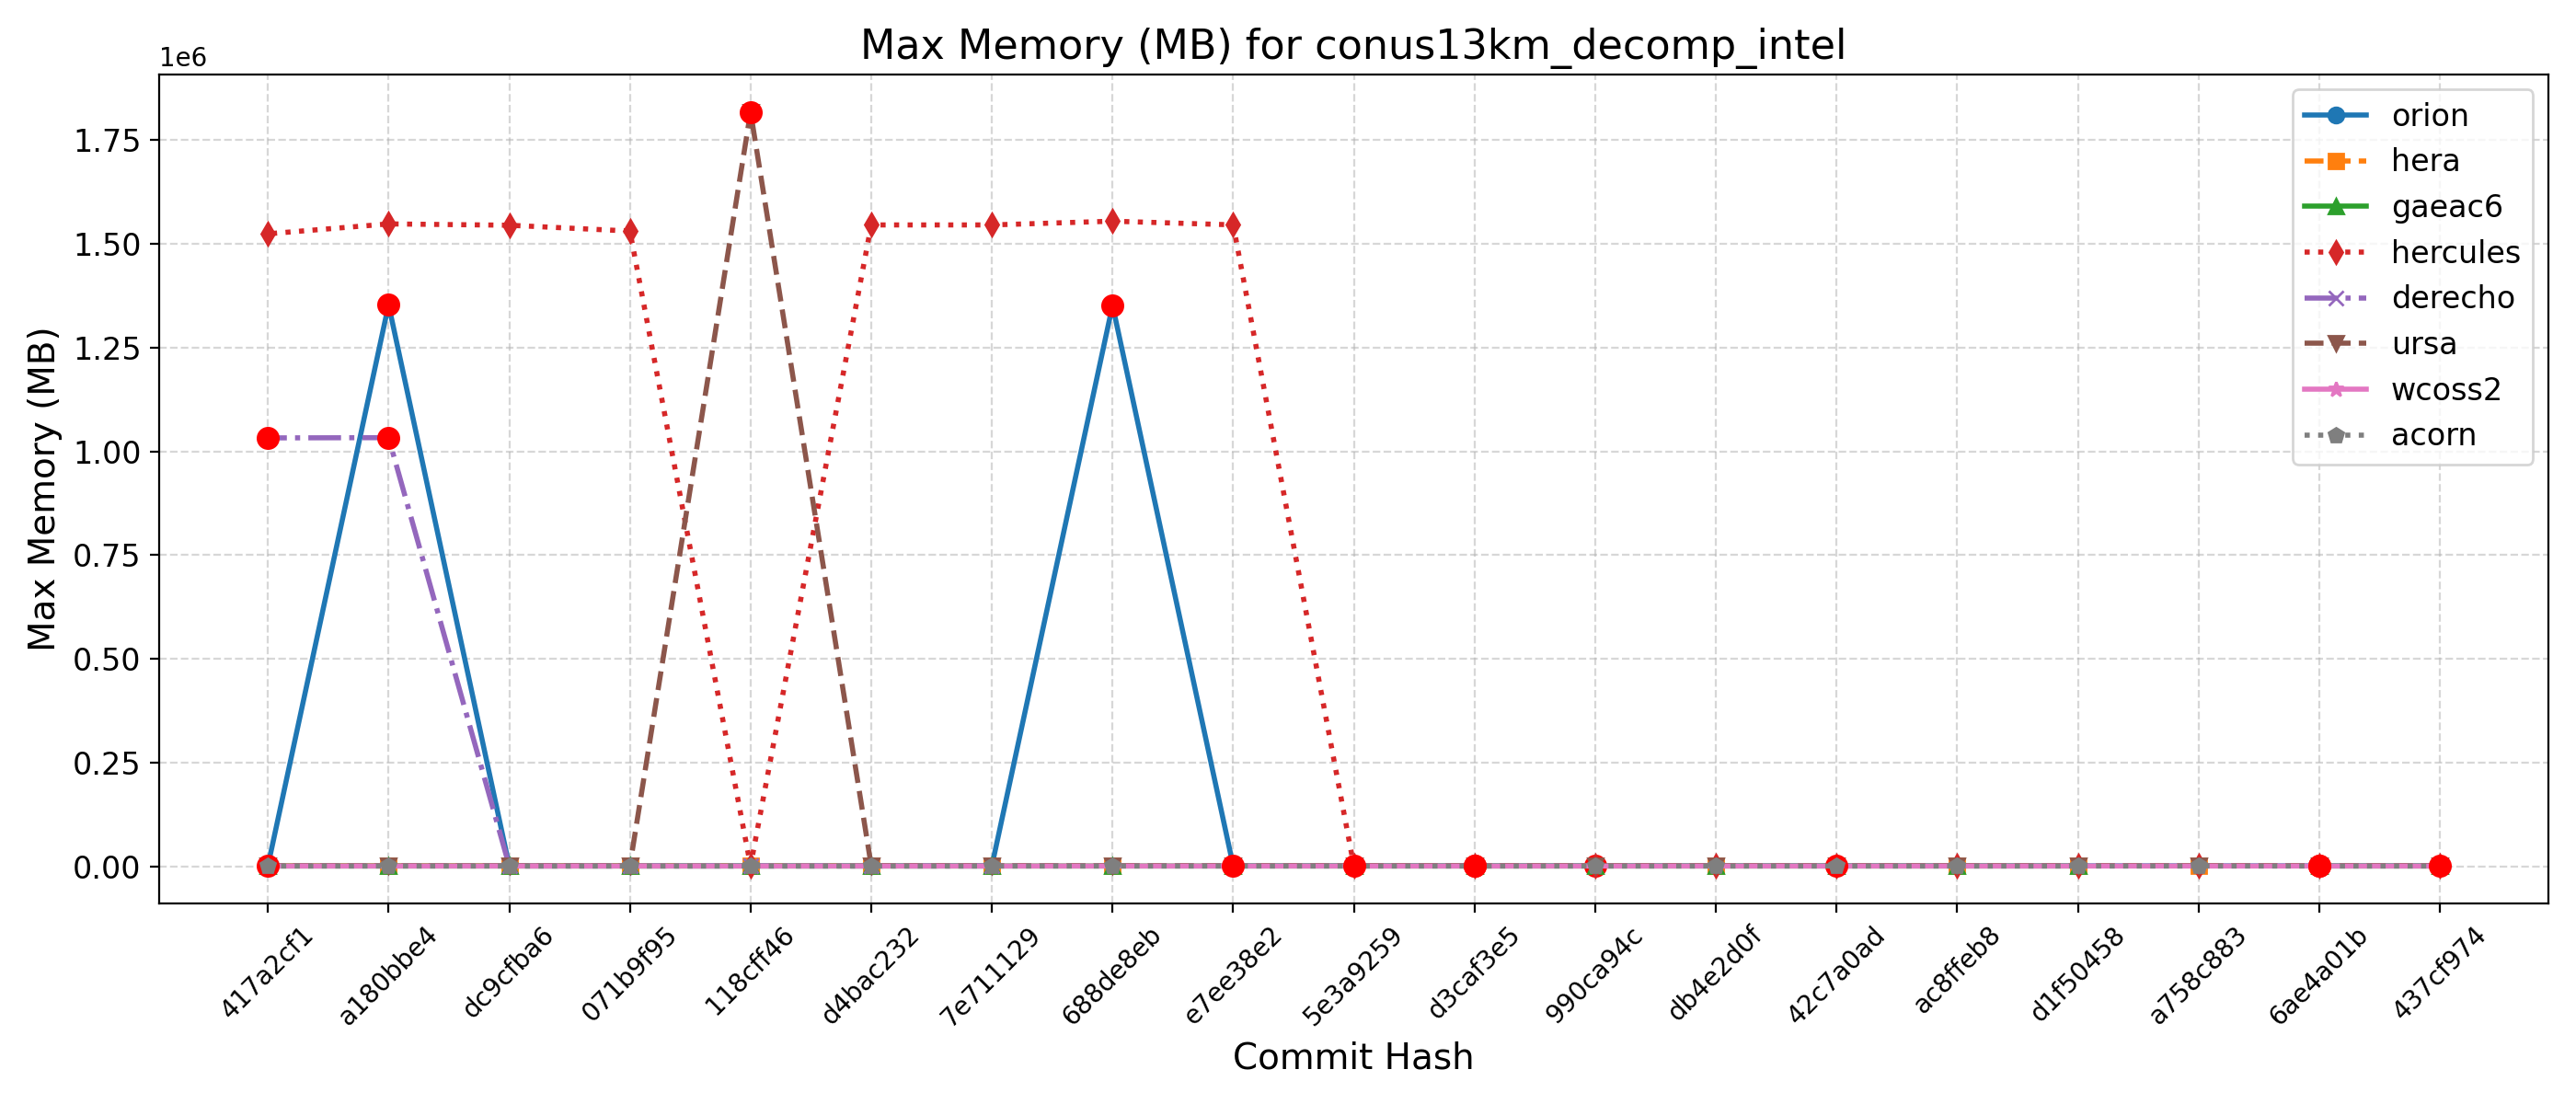 Max Memory (MB) for conus13km_decomp_intel
1e6
1.75
1.50
1.25
1.00
0.75
0.50
0.25
0.00
Max Memory (MB)
orion
hera
gaeac6
hercules
derecho
ursa
wcoss2
acorn
417a2cf1
a180bbe4
dc9cfba6
071b9f95
118cff46
d4bac232
7e711129
688de8eb
e7ee38e2
5e3a9259
d3caf3e5
990ca94c
db4e2d0f
42c7a0ad
ac8ffeb8
d1f50458
a758c883
6ae4a01b
437cf974
Commit Hash